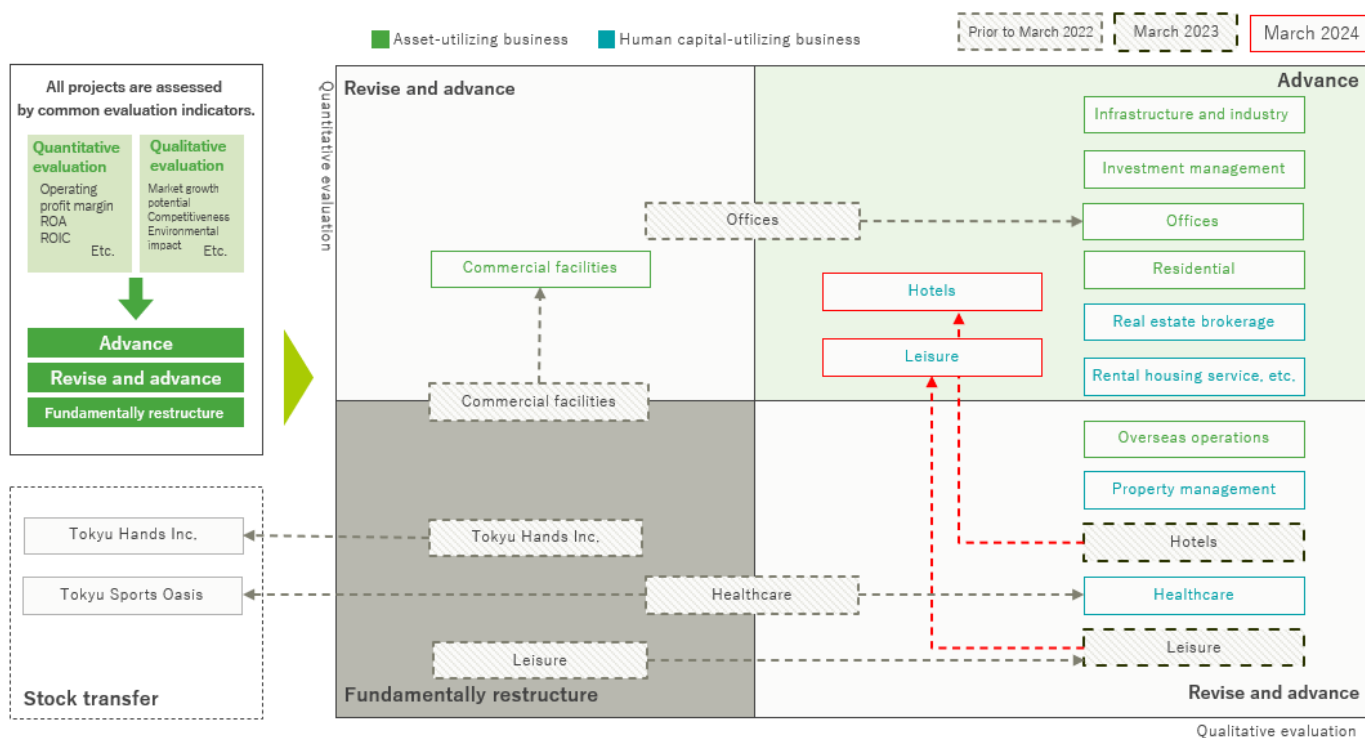 Asset-utilizing business
Human capital-utilizing business
Prior to March 2022
March 2023
March 2024
All projects are assessed
by common evaluation indicators.
Quantitative
evaluation
Operating
profit margin
ROA
ROIC
Etc.
Qualitative
evaluation
Market growth
potential
Competitiveness
Environmental
impact
Etc.
Advance
Revise and advance
Fundamentally restructure
Quantitative evaluation
Revise and advance
Advance
Infrastructure and industry
Investment management
Offices
Offices
Commercial facilities
Residential
Hotels
Real estate brokerage
Leisure
Rental housing service, etc.
Commercial facilities
Overseas operations
Property management
Tokyu Hands Inc.
Tokyu Hands Inc.
Hotels
Tokyu Sports Oasis
Healthcare
Healthcare
Leisure
Leisure
Stock transfer
Fundamentally restructure
Revise and advance
Qualitative evaluation